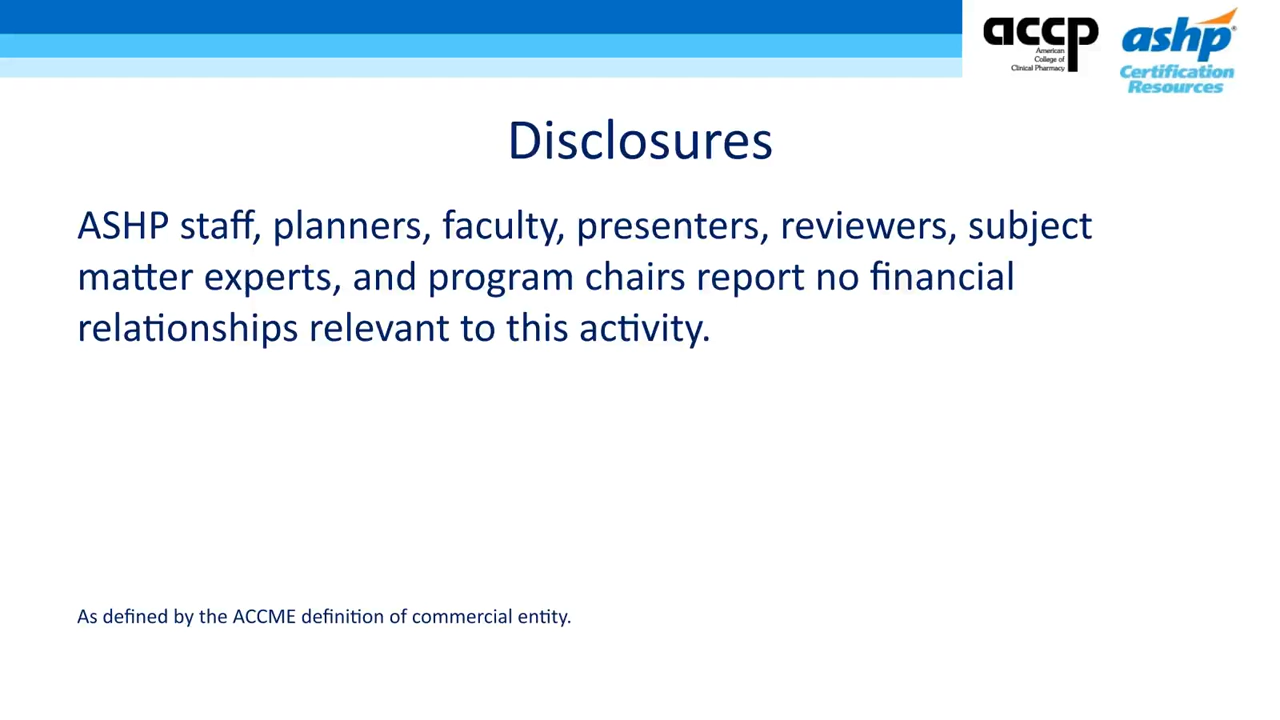 accp
American
College of
Clinical Pharmacy
ashp®
Certification
Resources
Disclosures
ASHP staff, planners, faculty, presenters, reviewers, subject
matter experts, and program chairs report no financial
relationships relevant to this activity.
As defined by the ACCME definition of commercial entity.